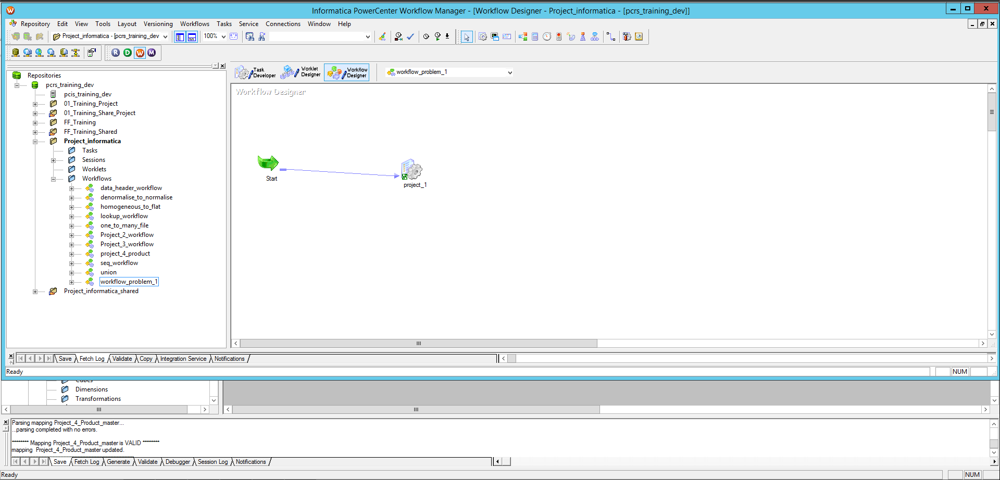 Informatica PowerCenter Workflow Manager - [Workflow Designer - Project_informatica - [pcrs_training_dev]]
Repository Edit View Tools Layout Versioning Workflows Tasks Service Connections Window Help
Project_informatica - [pcrs_training_dev 100%
R D W M
Task Developer
Worklet Designer
Workflow Designer
workflow_problem_1
Repositories
pcrs_training_dev
pcis_training_dev
01_Training_Project
01_Training_Share_Project
FF_Training
FF_Training_Shared
Project_informatica
Tasks
Sessions
Worklets
Workflows
data_header_workflow
denormalise_to_normalise
homogeneous_to_flat
lookup_workflow
one_to_many_file
Project_2_workflow
Project_3_workflow
project_4_product
seq_workflow
union
workflow_problem_1
Project_informatica_shared
Workflow Designer
Start
project_1
Save Fetch Log Validate Copy Integration Service Notifications
Ready NUM
Cubes
Dimensions
Transformations
Parsing mapping Project_4_Product_master...
...parsing completed with no errors.
******** Mapping Project_4_Product_master is VALID ********
mapping Project_4_Product_master updated.
Save Fetch Log Generate Validate Debugger Session Log Notifications
Ready NUM